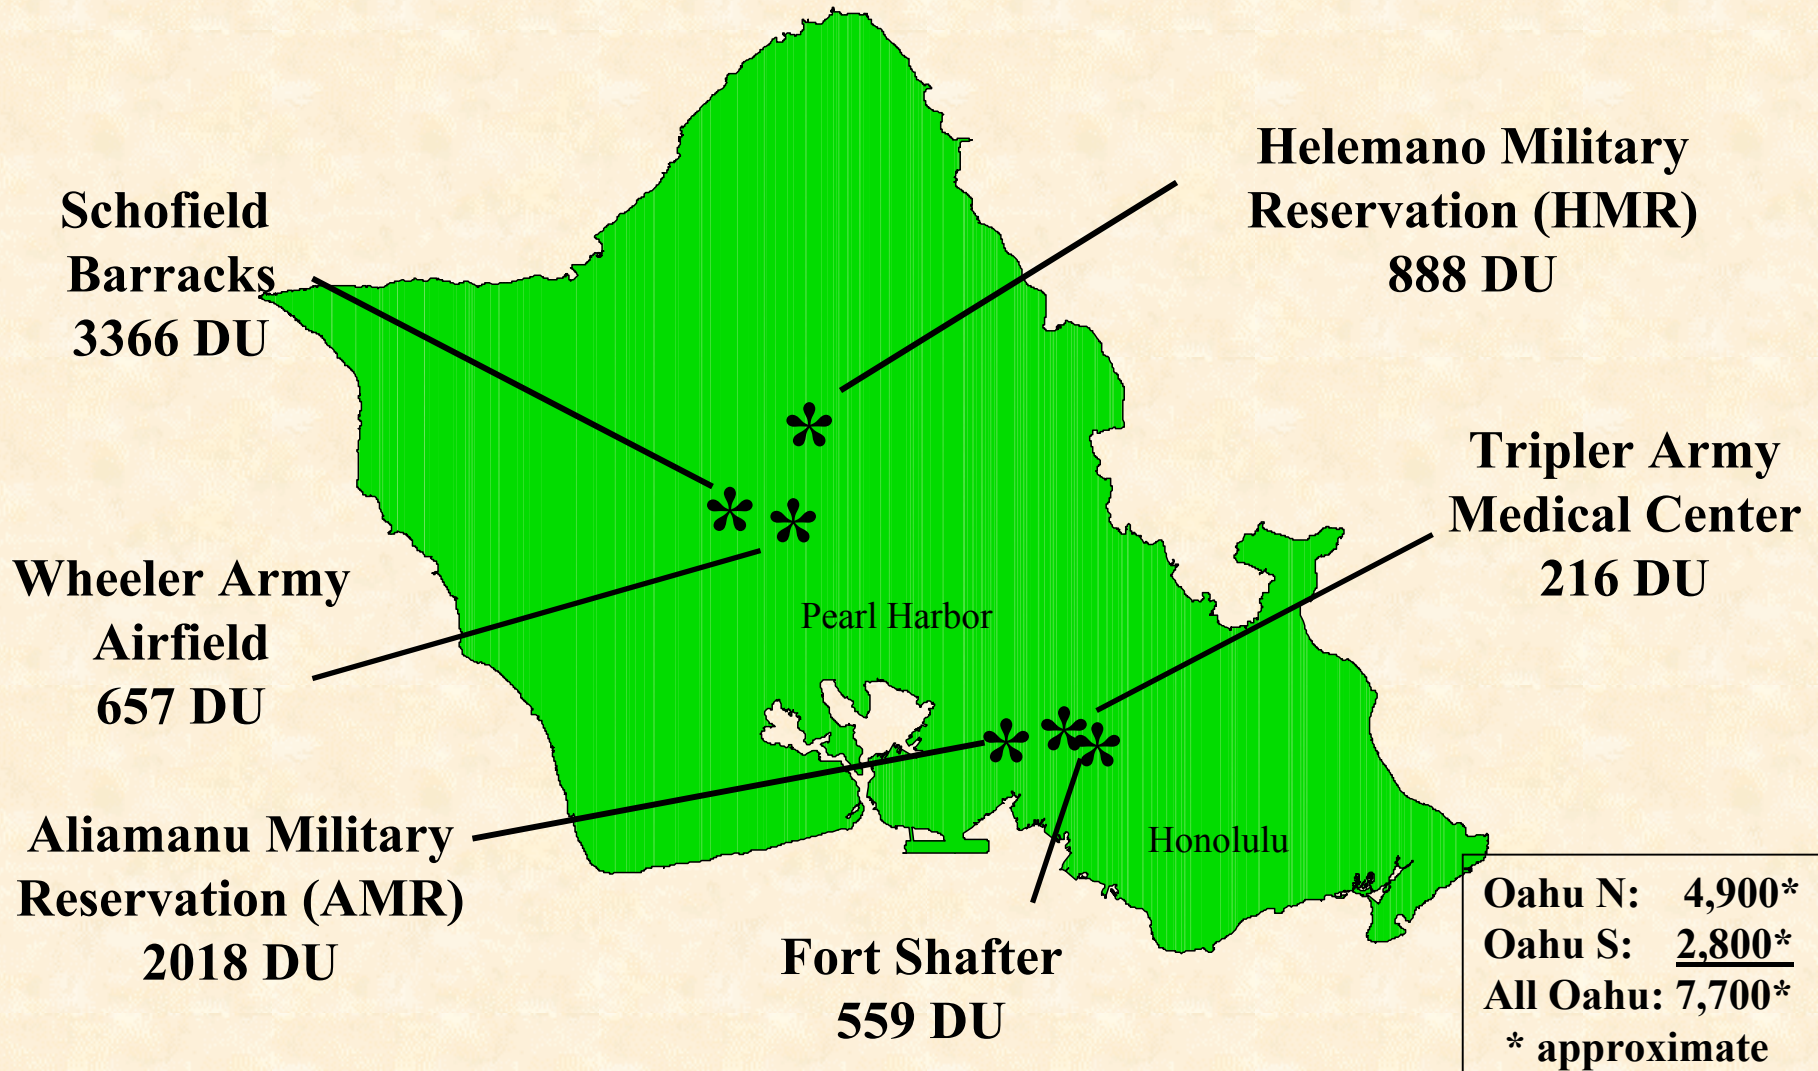 Schofield
Barracks
3366 DU
Helemano Military
Reservation (HMR)
888 DU
Tripler Army
Medical Center
216 DU
Wheeler Army
Airfield
657 DU
Pearl Harbor
Aliamanu Military
Reservation (AMR)
2018 DU
Honolulu
Fort Shafter
559 DU
Oahu N: 4,900*
Oahu S: 2,800*
All Oahu: 7,700*
* approximate